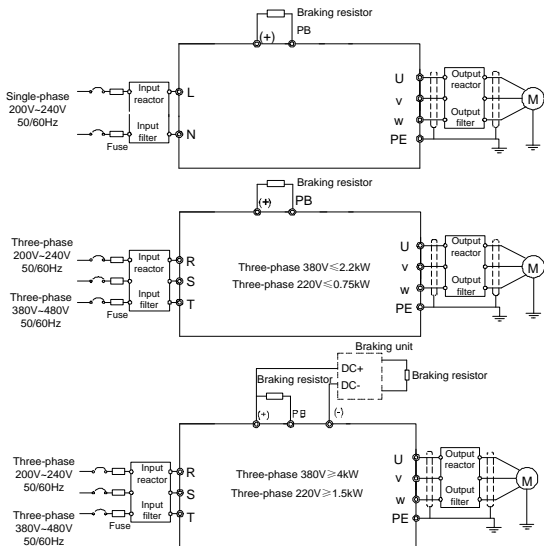 Braking resistor
(+) PB
Single-phase
200V~240V
50/60Hz
Fuse
Input
reactor
Input
filter
L
N
U
v
w
PE
Output
reactor
Output
filter
M
Braking resistor
(+) PB
Three-phase
200V~240V
50/60Hz
Three-phase
380V~480V
50/60Hz
Fuse
Input
reactor
Input
filter
R
S
T
Three-phase 380V≤2.2kW
Three-phase 220V≤0.75kW
U
v
w
PE
Output
reactor
Output
filter
M
Braking unit
DC+
DC-
Braking resistor
Braking resistor
(+) PB (-)
Three-phase
200V~240V
50/60Hz
Three-phase
380V~480V
50/60Hz
Fuse
Input
reactor
Input
filter
R
S
T
Three-phase 380V≥4kW
Three-phase 220V≥1.5kW
U
v
w
PE
Output
reactor
Output
filter
M